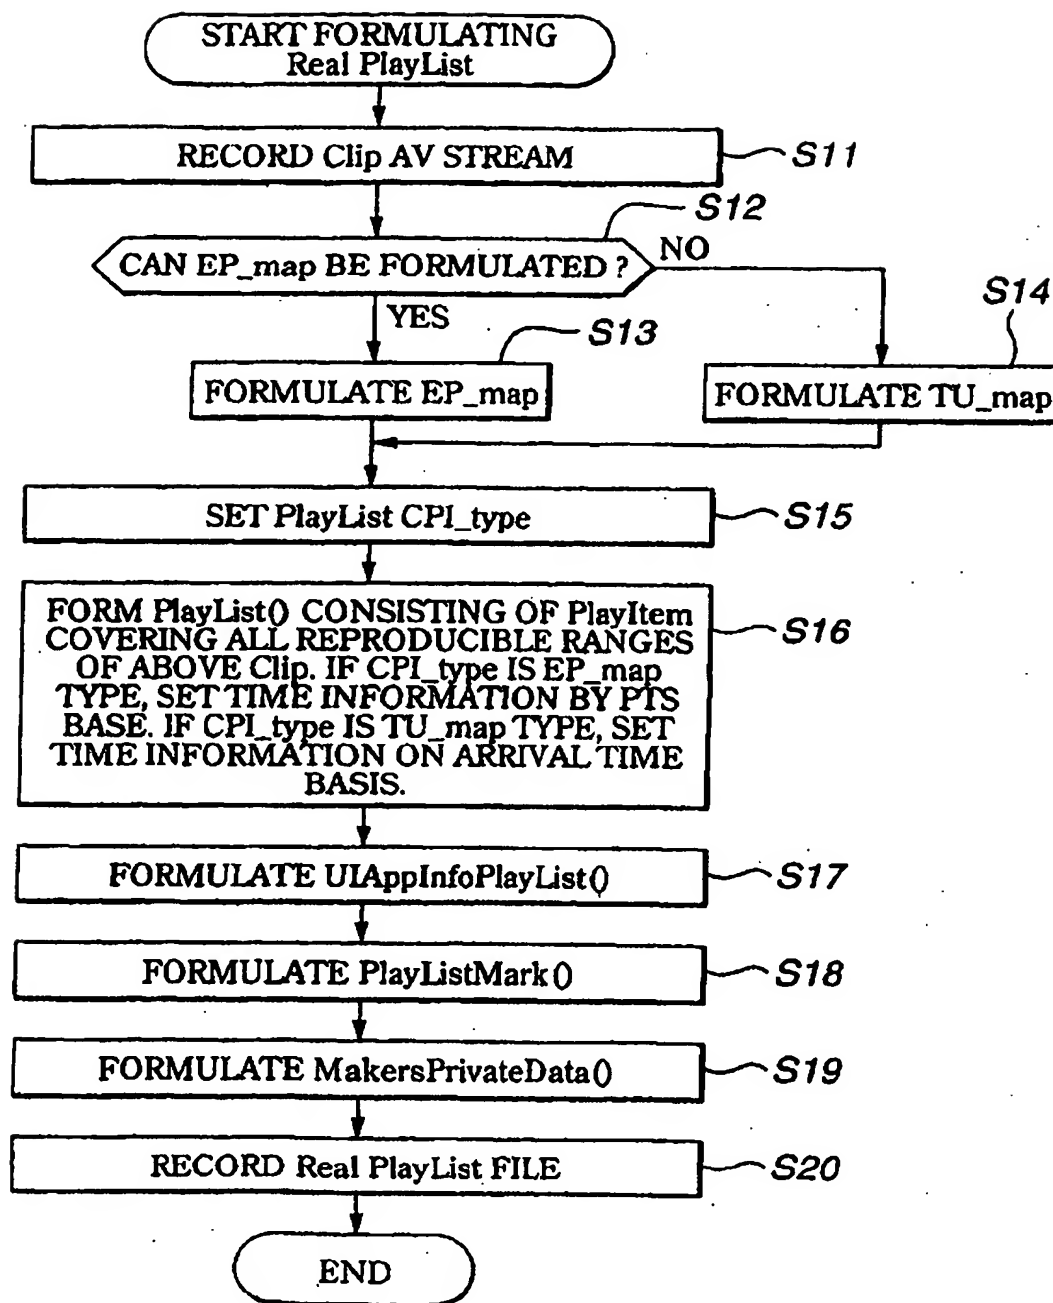 START FORMULATING
Real PlayList
RECORD Clip AV STREAM
S11
S12
CAN EP_map BE FORMULATED ?
NO
YES
S13
S14
FORMULATE EP_map
FORMULATE TU_map
SET PlayList CPI_type
S15
FORM PlayList() CONSISTING OF PlayItem
COVERING ALL REPRODUCIBLE RANGES
OF ABOVE Clip. IF CPI_type IS EP_map
TYPE, SET TIME INFORMATION BY PTS
BASE. IF CPI_type IS TU_map TYPE, SET
TIME INFORMATION ON ARRIVAL TIME
BASIS.
S16
FORMULATE UIAppInfoPlayList()
S17
FORMULATE PlayListMark()
S18
FORMULATE MakersPrivateData()
S19
RECORD Real PlayList FILE
S20
END